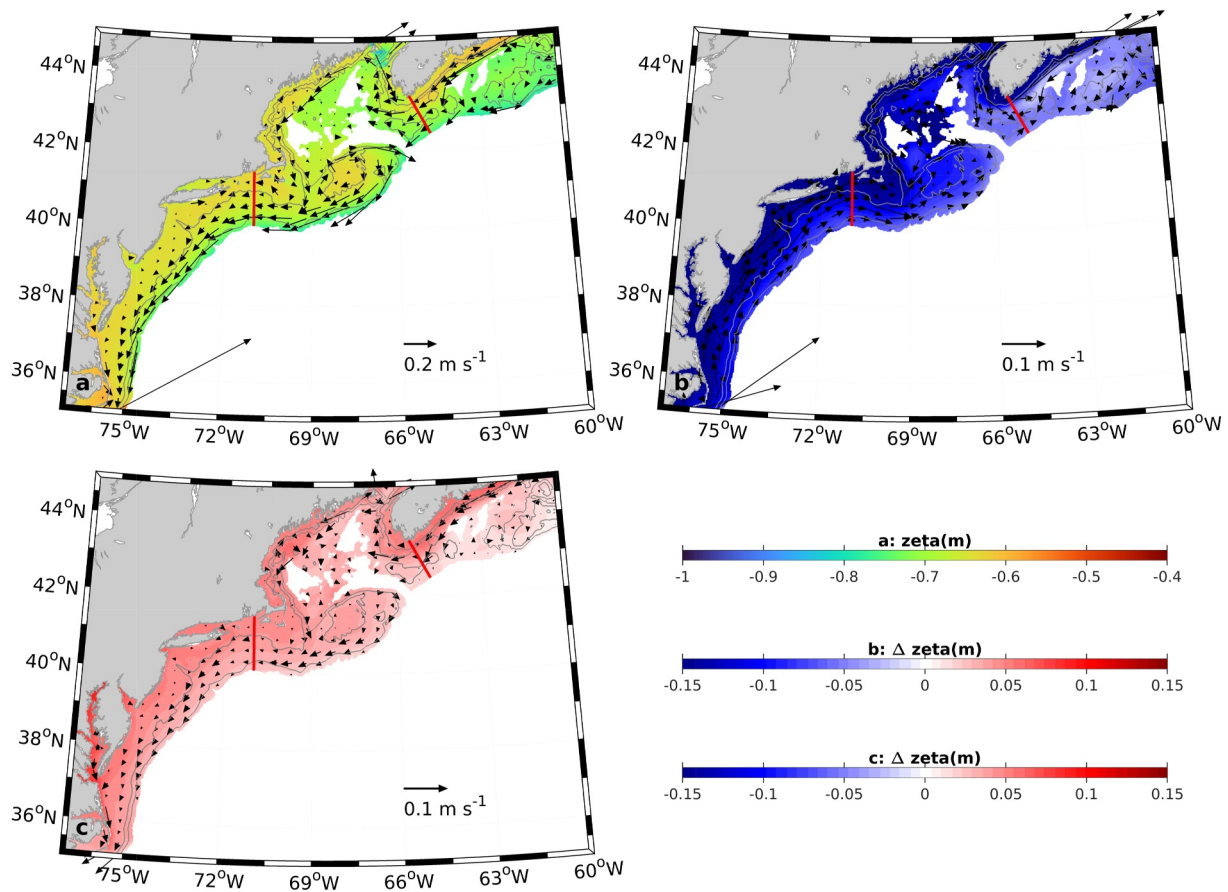 44°N
42°N
40°N
38°N
36°N
75°W
72°W
69°W
66°W
63°W
60°W
0.2 m s⁻¹
a
44°N
42°N
40°N
38°N
36°N
75°W
72°W
69°W
66°W
63°W
60°W
0.1 m s⁻¹
b
44°N
42°N
40°N
38°N
36°N
75°W
72°W
69°W
66°W
63°W
60°W
0.1 m s⁻¹
c
a: zeta(m)
-1 -0.9 -0.8 -0.7 -0.6 -0.5 -0.4
b: Δ zeta(m)
-0.15 -0.1 -0.05 0 0.05 0.1 0.15
c: Δ zeta(m)
-0.15 -0.1 -0.05 0 0.05 0.1 0.15